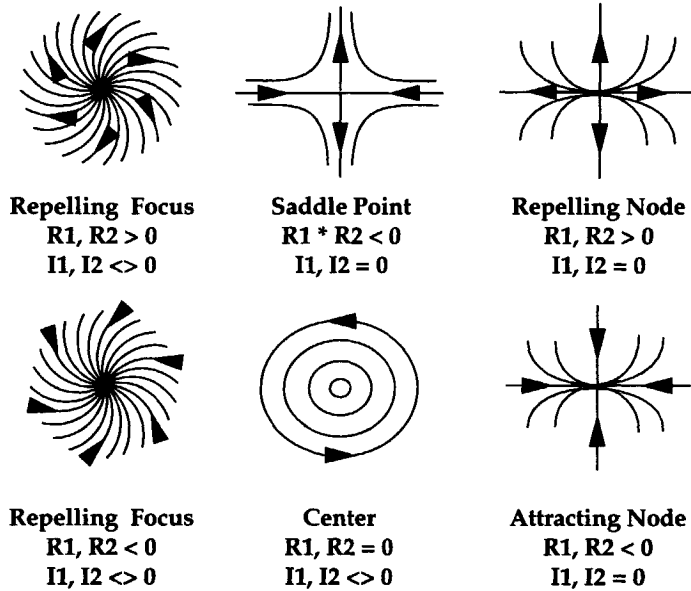 Repelling Focus
R1, R2 > 0
I1, I2 <> 0
Saddle Point
R1 * R2 < 0
I1, I2 = 0
Repelling Node
R1, R2 > 0
I1, I2 = 0
Repelling Focus
R1, R2 < 0
I1, I2 <> 0
Center
R1, R2 = 0
I1, I2 <> 0
Attracting Node
R1, R2 < 0
I1, I2 = 0